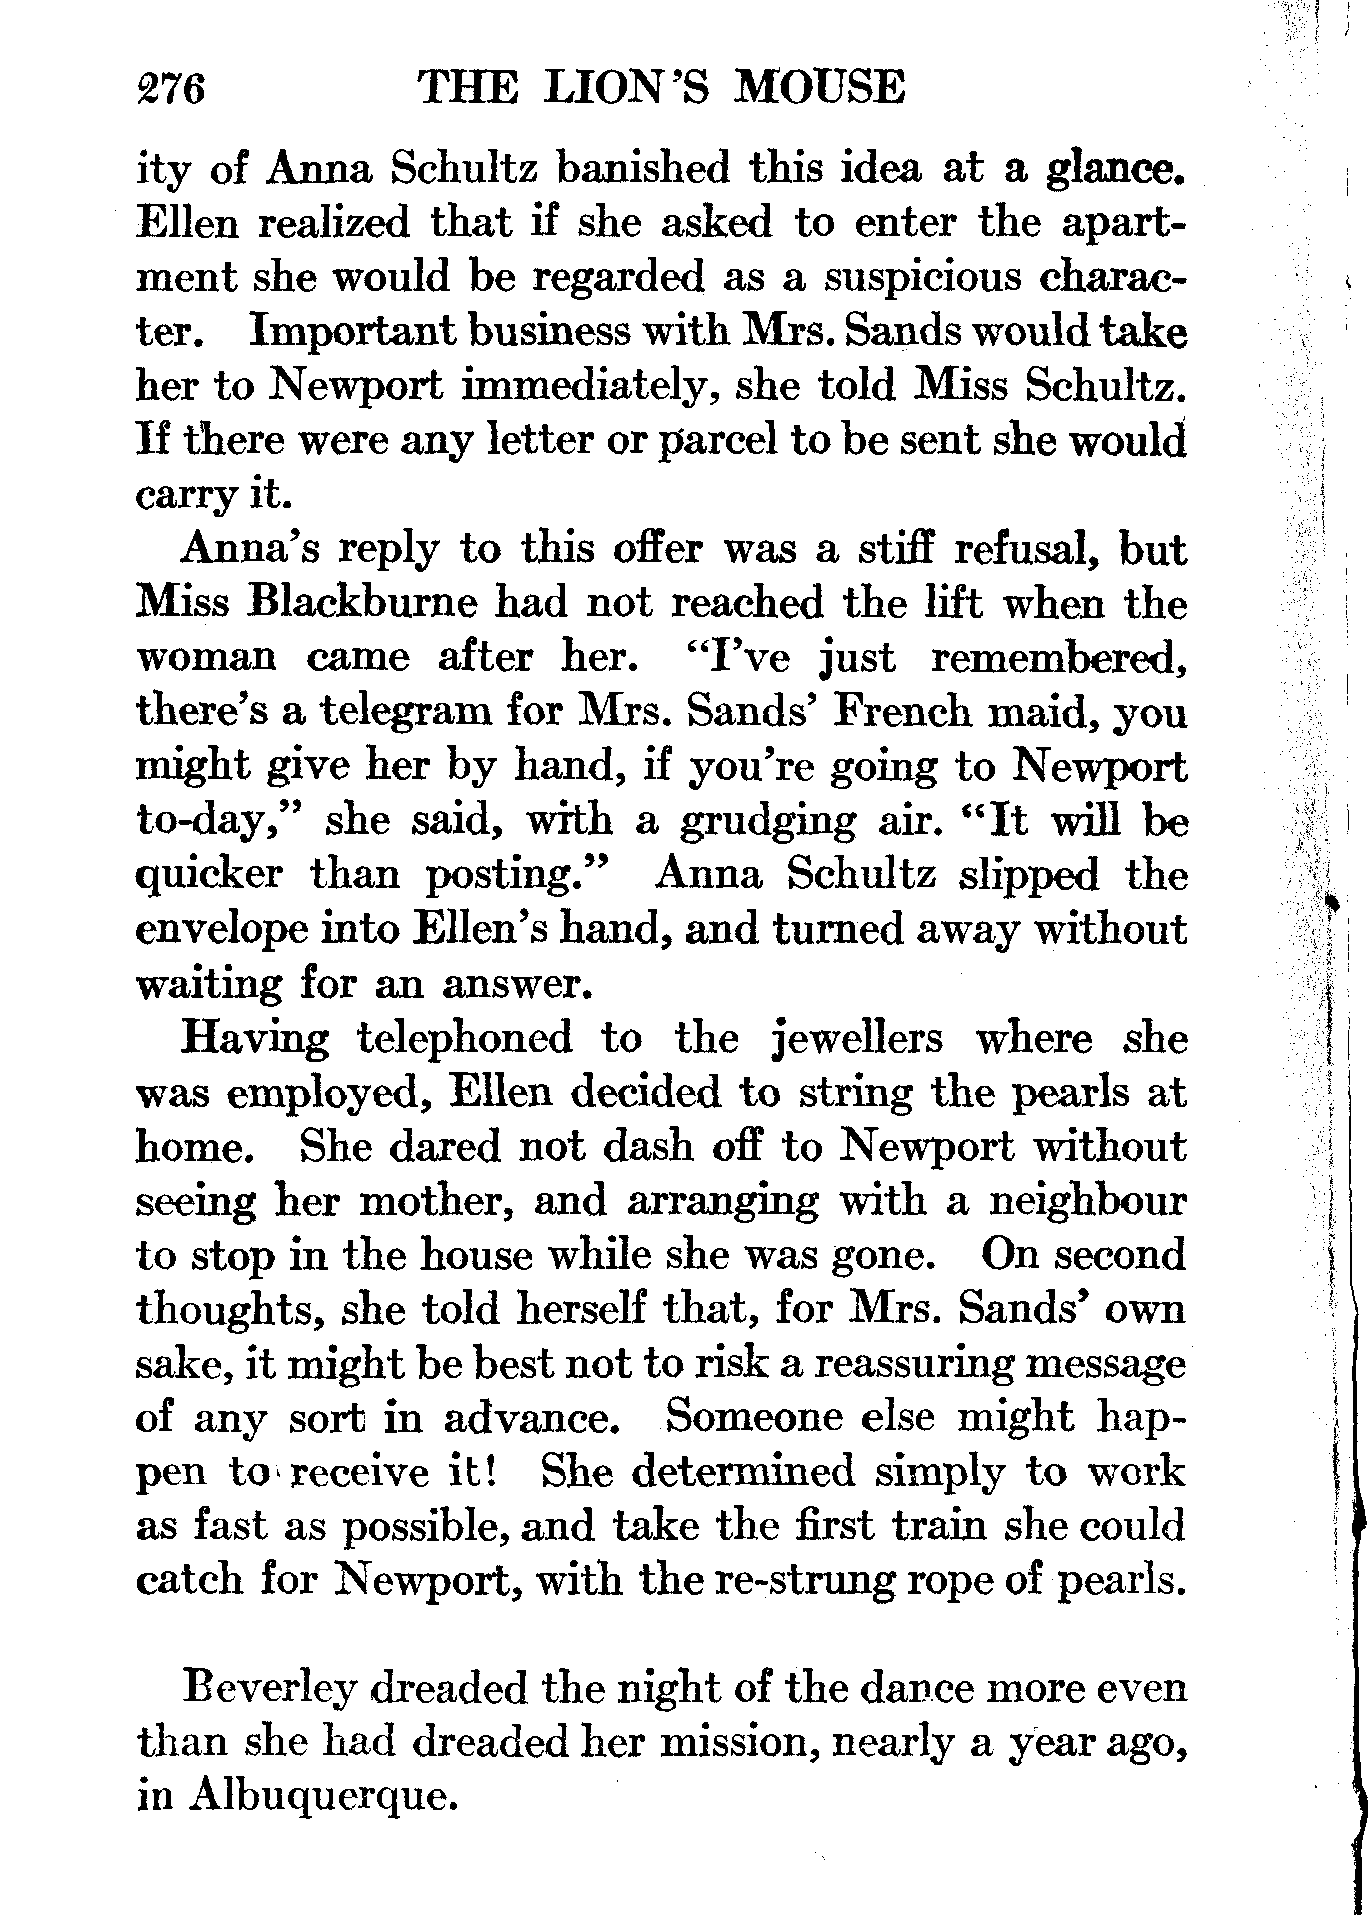 276 THE LION'S MOUSE
ity of Anna Schultz banished this idea at a glance.
Ellen realized that if she asked to enter the apart-
ment she would be regarded as a suspicious charac-
ter. Important business with Mrs. Sands would take
her to Newport immediately, she told Miss Schultz.
If there were any letter or parcel to be sent she would
carry it.
Anna's reply to this offer was a stiff refusal, but
Miss Blackburne had not reached the lift when the
woman came after her. “I've just remembered,
there's a telegram for Mrs. Sands' French maid, you
might give her by hand, if you're going to Newport
to-day,” she said, with a grudging air. “It will be
quicker than posting.” Anna Schultz slipped the
envelope into Ellen's hand, and turned away without
waiting for an answer.
Having telephoned to the jewellers where she
was employed, Ellen decided to string the pearls at
home. She dared not dash off to Newport without
seeing her mother, and arranging with a neighbour
to stop in the house while she was gone. On second
thoughts, she told herself that, for Mrs. Sands' own
sake, it might be best not to risk a reassuring message
of any sort in advance. Someone else might hap-
pen to receive it! She determined simply to work
as fast as possible, and take the first train she could
catch for Newport, with the re-strung rope of pearls.
Beverley dreaded the night of the dance more even
than she had dreaded her mission, nearly a year ago,
in Albuquerque.